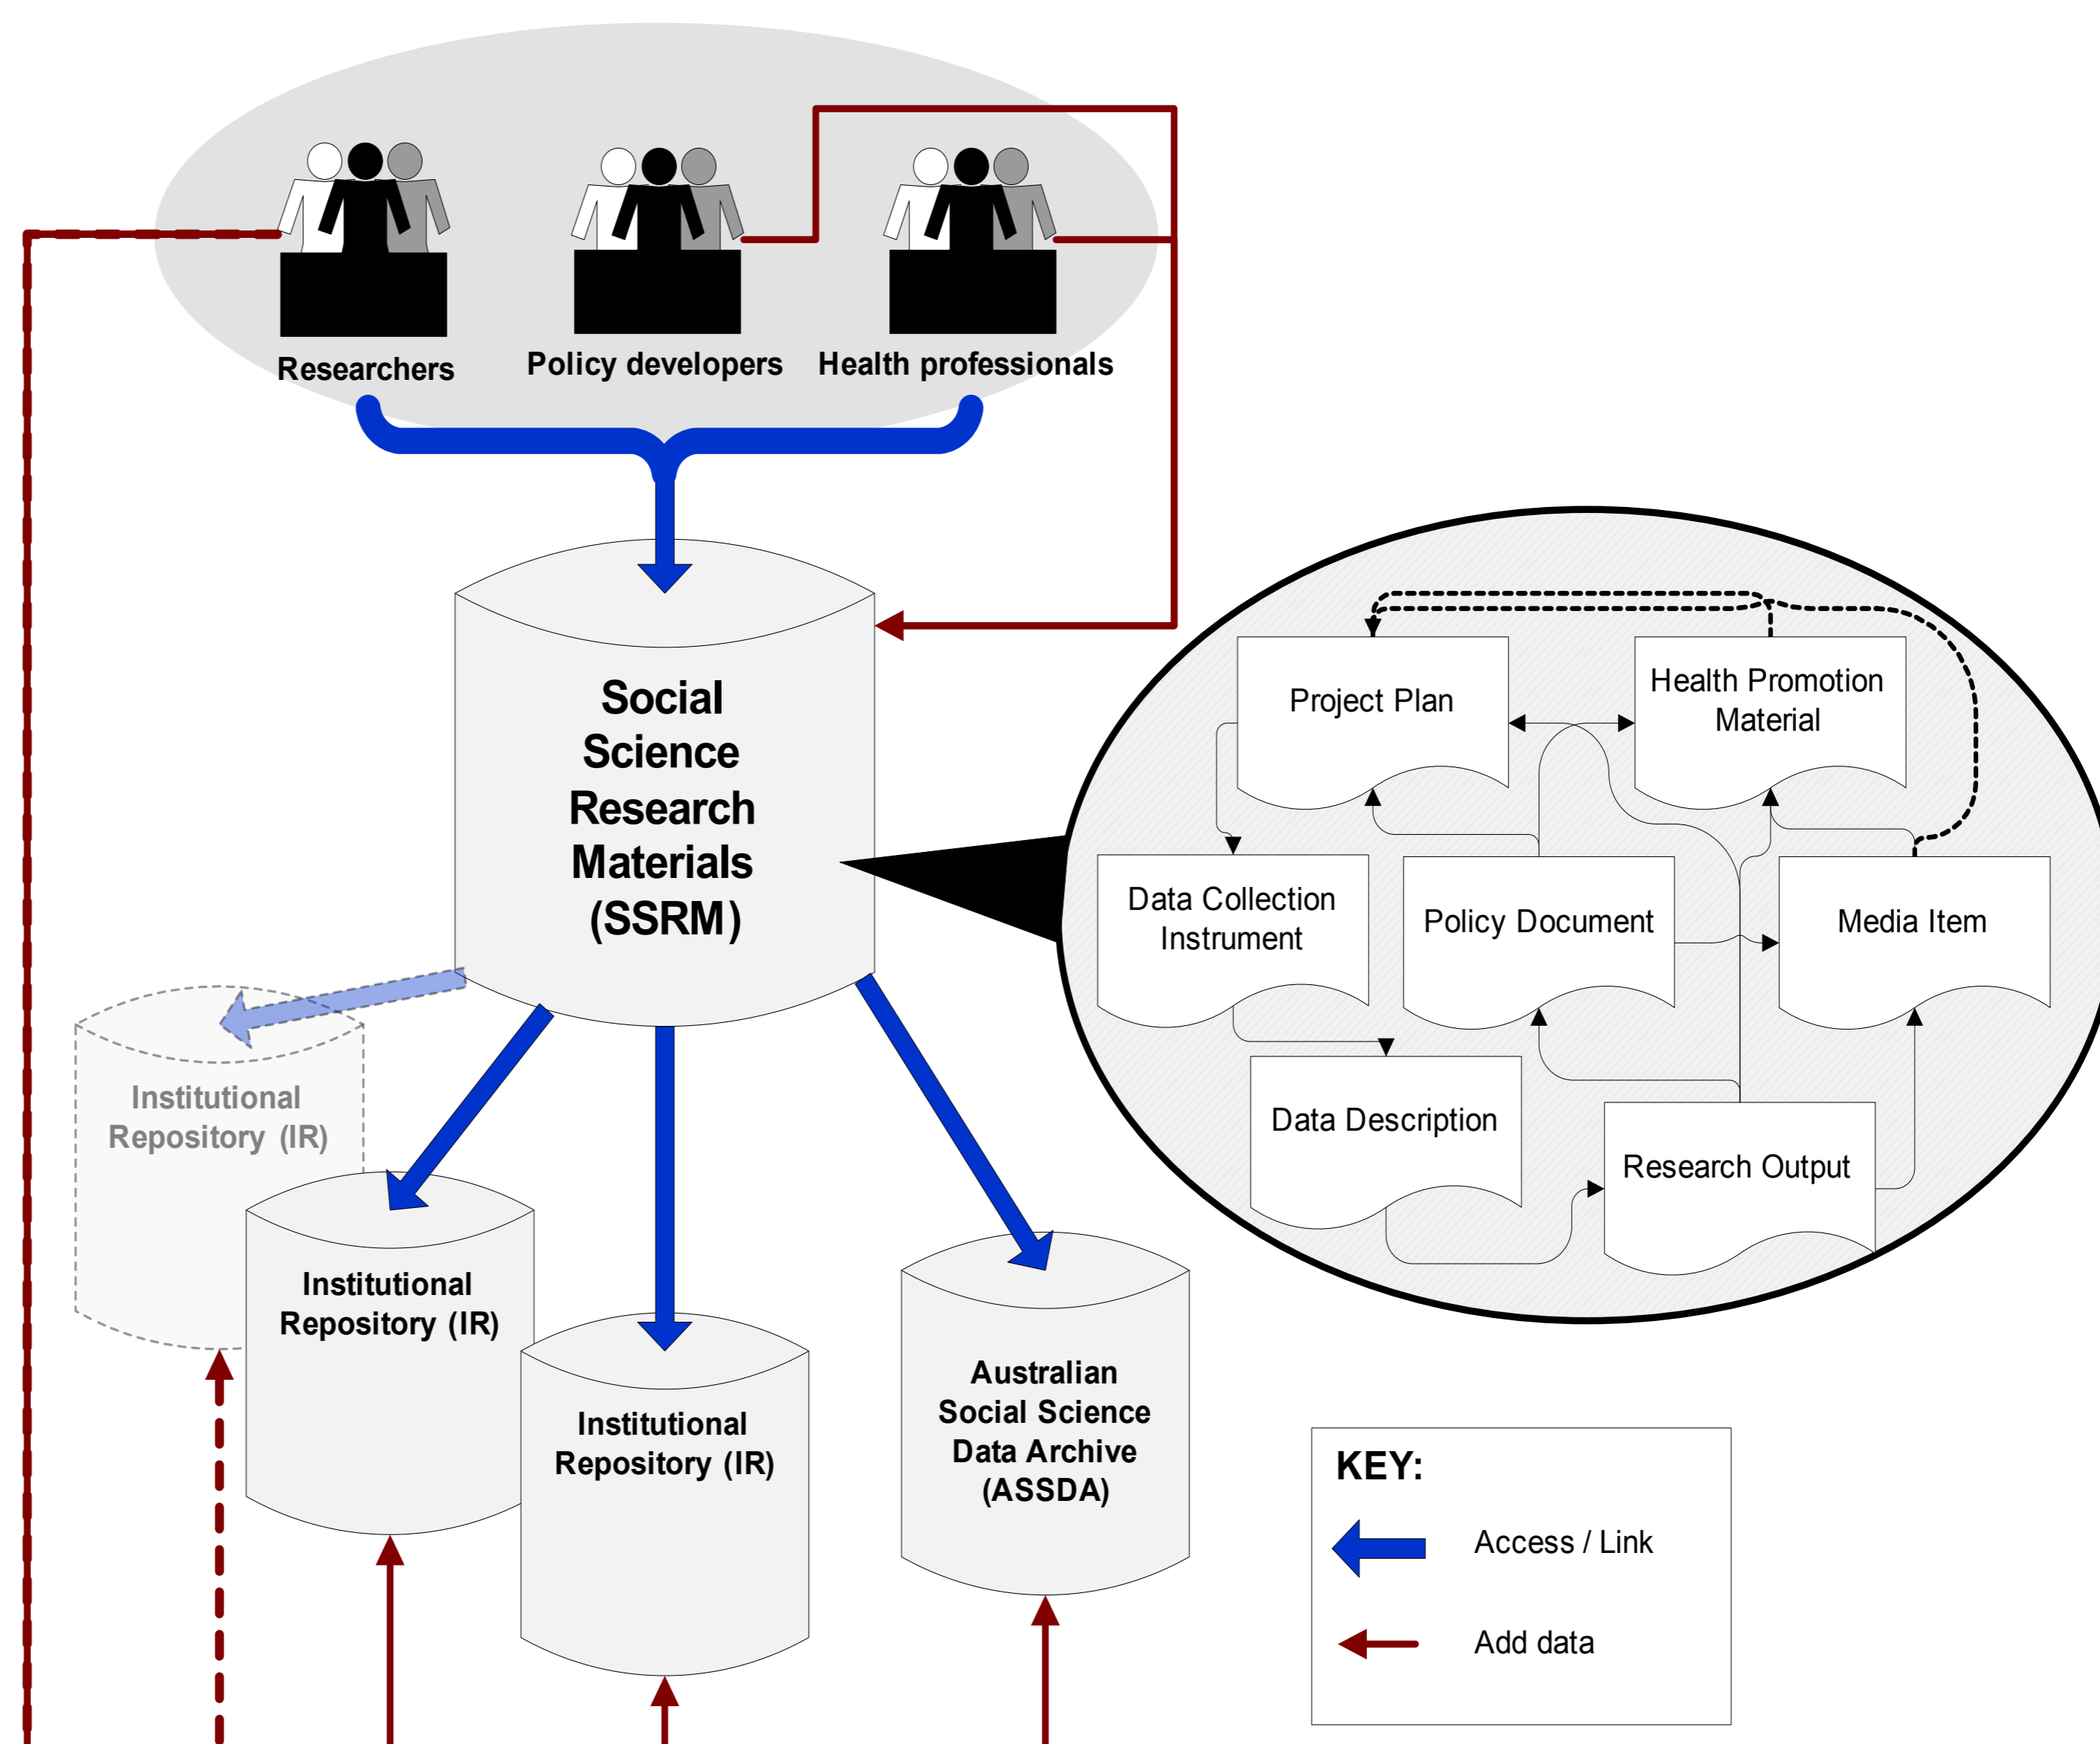 Researchers
Policy developers
Health professionals
Social
Science
Research
Materials
(SSRM)
Project Plan
Health Promotion
Material
Data Collection
Instrument
Policy Document
Media Item
Data Description
Research Output
Institutional
Repository (IR)
Institutional
Repository (IR)
Institutional
Repository (IR)
Australian
Social Science
Data Archive
(ASSDA)
KEY:
Access / Link
Add data